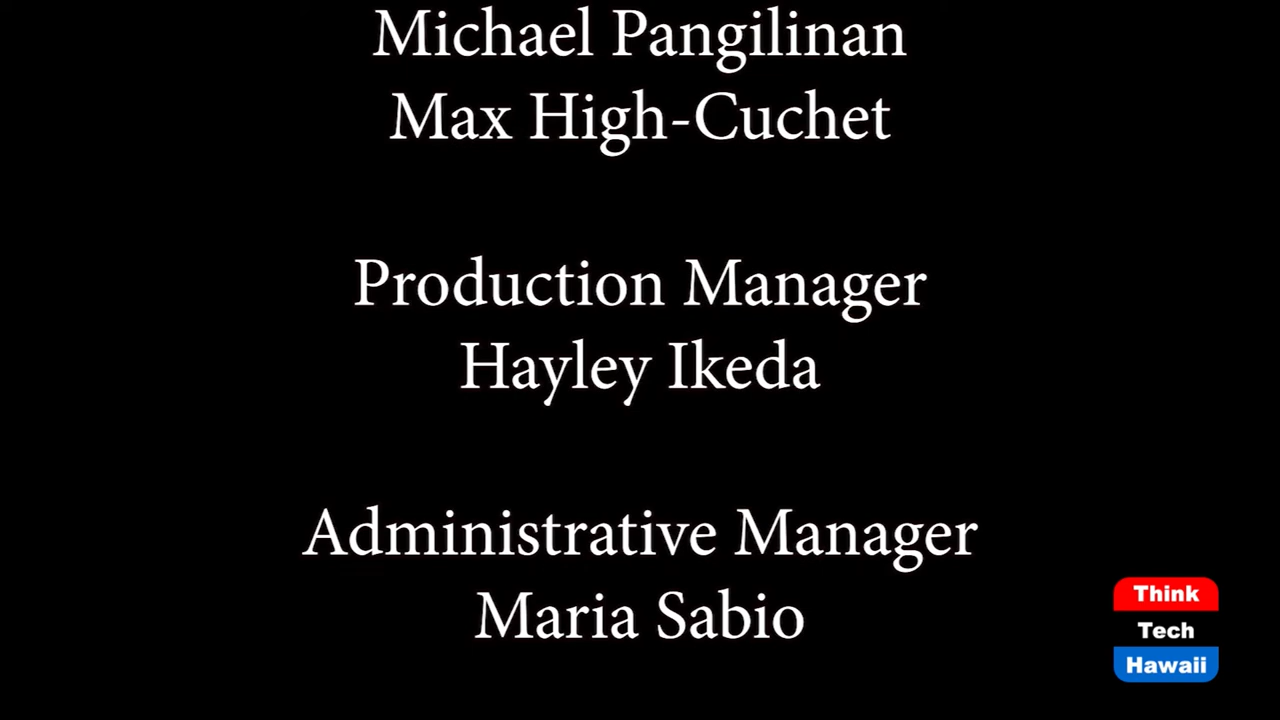 Michael Pangilinan
Max High-Cuchet
Production Manager
Hayley Ikeda
Administrative Manager
Maria Sabio
Think
Tech
Hawaii